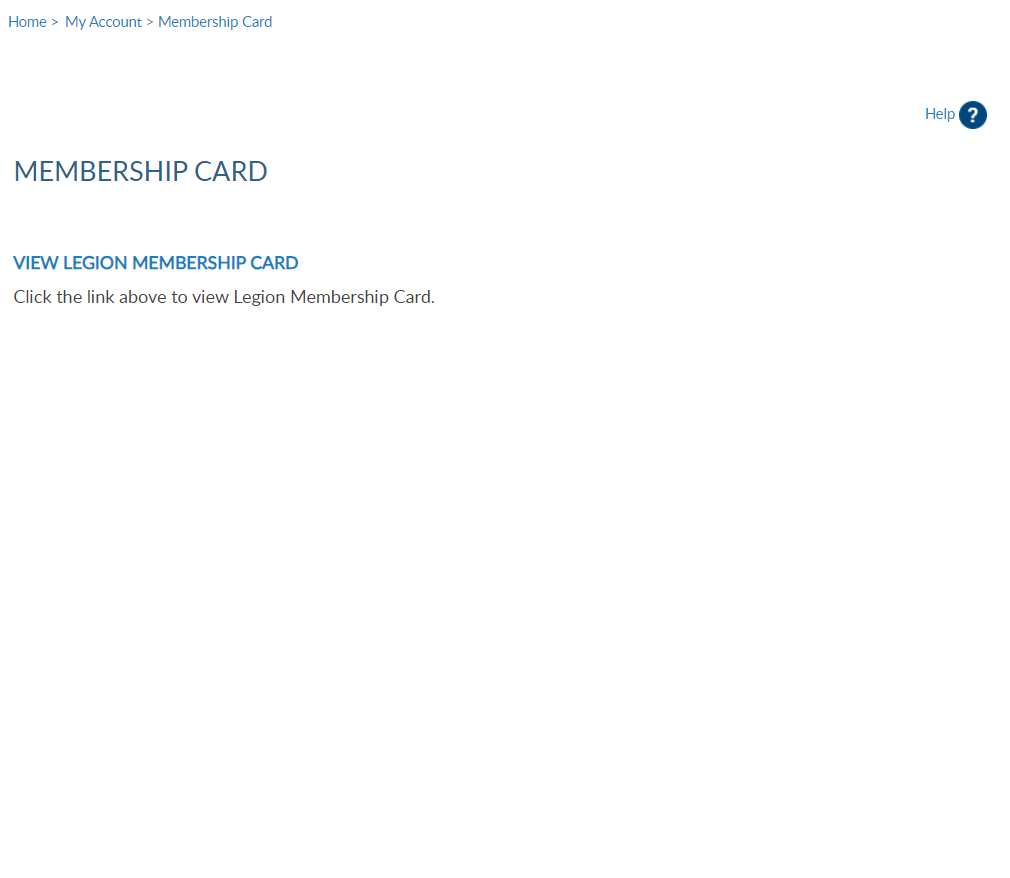 Home > My Account > Membership Card
Help ?
MEMBERSHIP CARD
VIEW LEGION MEMBERSHIP CARD
Click the link above to view Legion Membership Card.